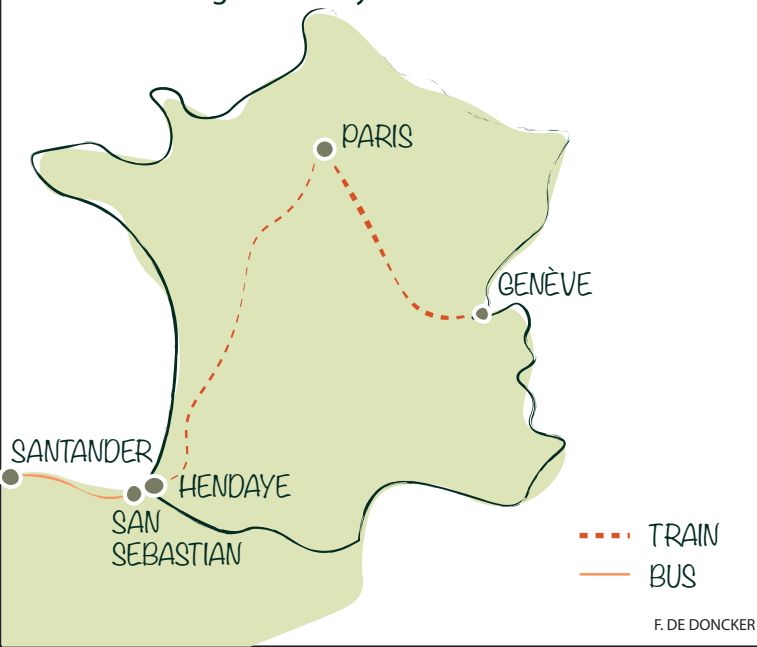 PARIS
GENÈVE
SANTANDER
HENDAYE
SAN
SEBASTIAN
TRAIN
BUS
F. DE DONCKER